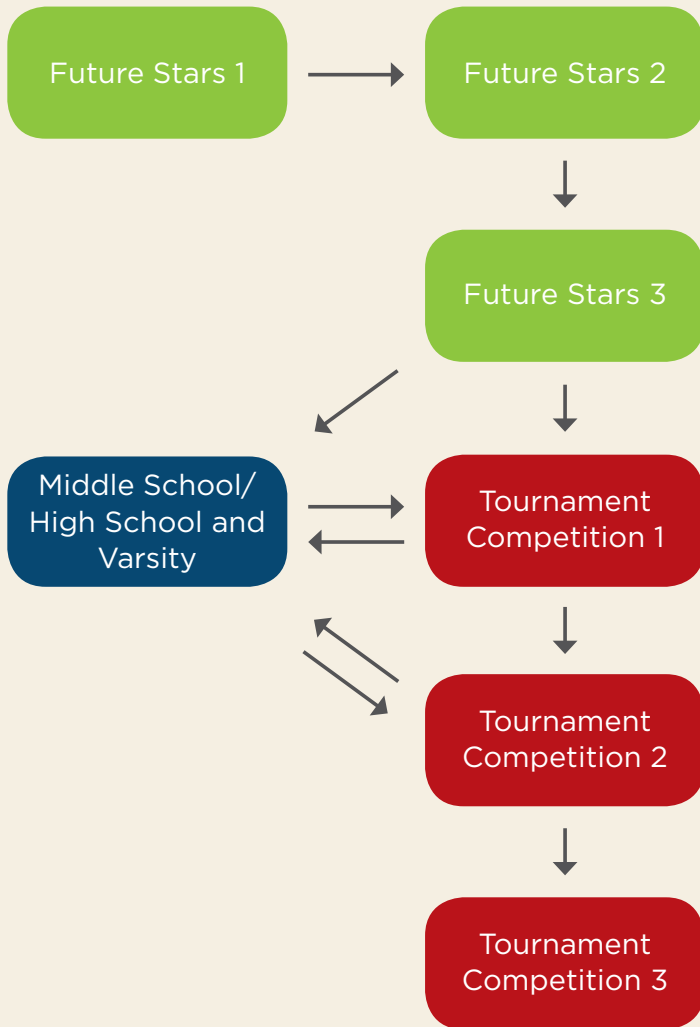 Future Stars 1
Future Stars 2
Future Stars 3
Middle School/
High School and
Varsity
Tournament
Competition 1
Tournament
Competition 2
Tournament
Competition 3